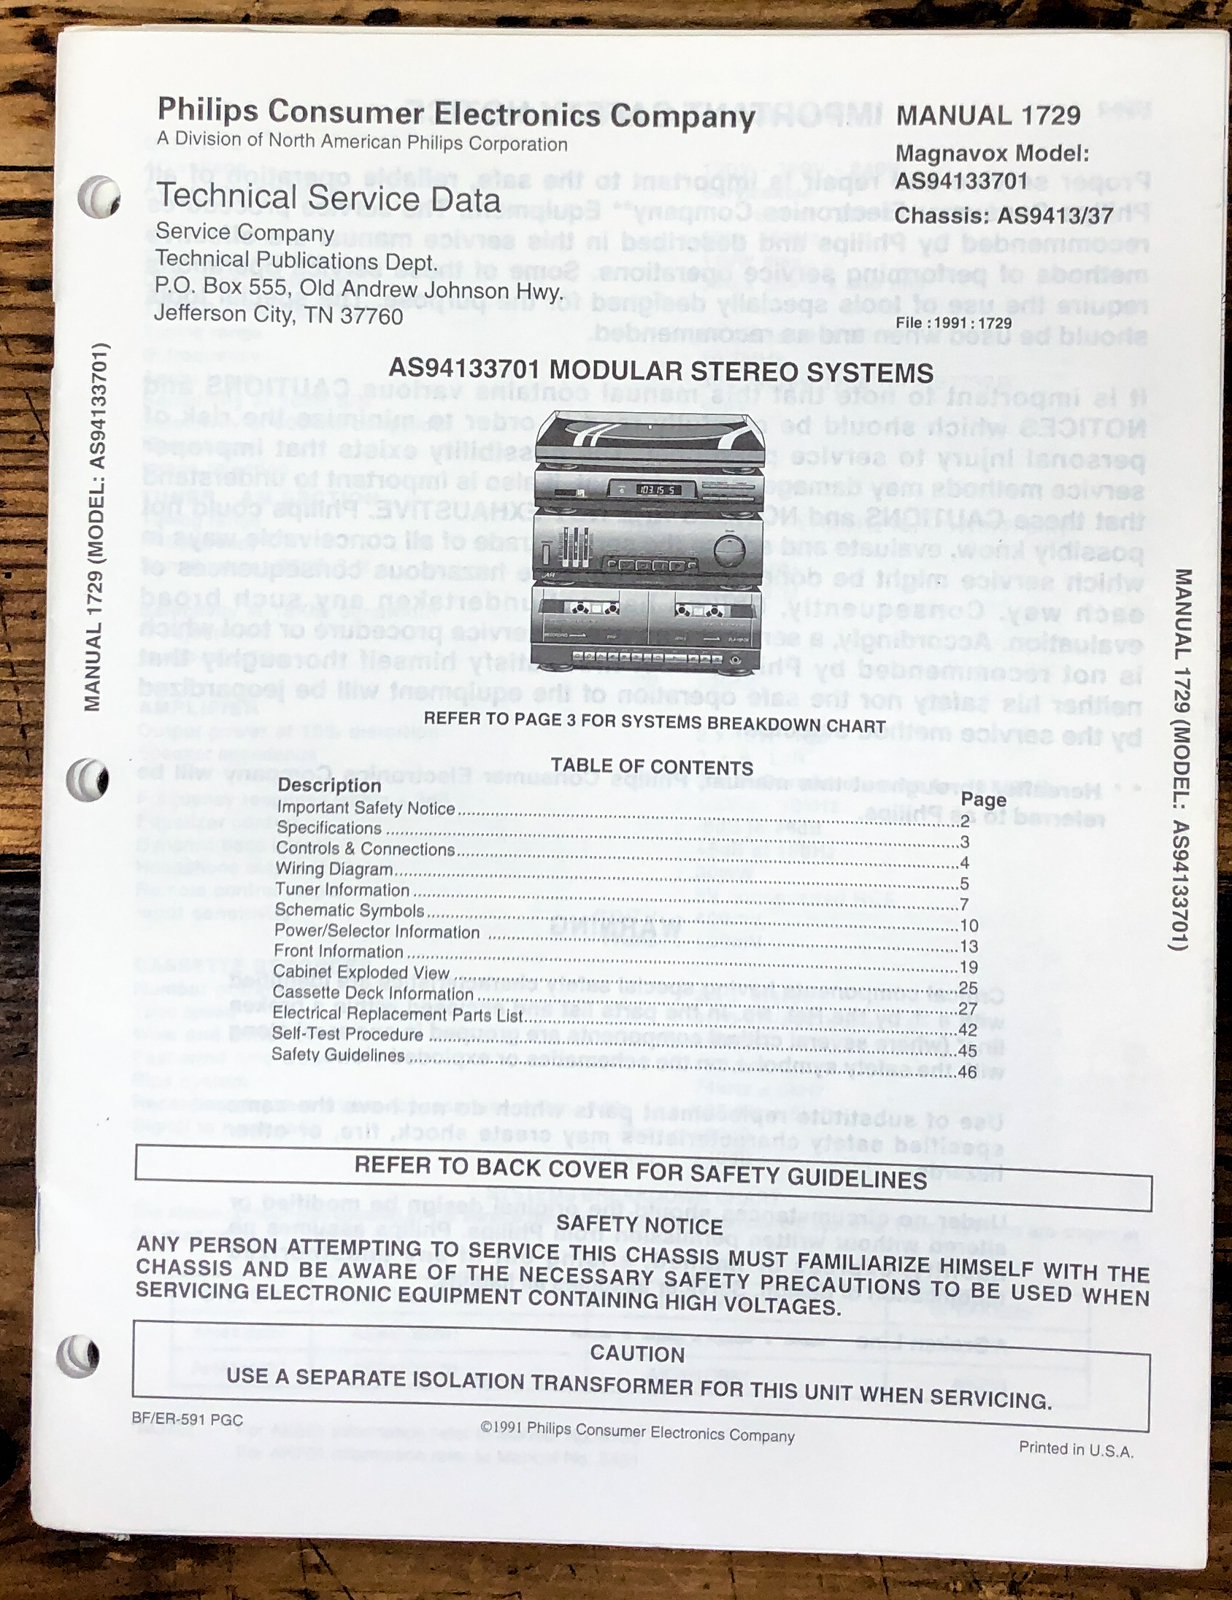 Philips Consumer Electronics Company
A Division of North American Philips Corporation
Technical Service Data
Service Company
Technical Publications Dept.
P.O. Box 555, Old Andrew Johnson Hwy.
Jefferson City, TN 37760
MANUAL 1729
Magnavox Model:
AS94133701
Chassis: AS9413/37
File :1991:1729
MANUAL 1729 (MODEL: AS94133701)
AS94133701 MODULAR STEREO SYSTEMS
103.15 5
REFER TO PAGE 3 FOR SYSTEMS BREAKDOWN CHART
MANUAL 1729 (MODEL: AS94133701)
TABLE OF CONTENTS
Description Page
Important Safety Notice 2
Specifications 3
Controls & Connections 4
Wiring Diagram 5
Tuner Information 7
Schematic Symbols 10
Power/Selector Information 13
Front Information 19
Cabinet Exploded View 25
Cassette Deck Information 27
Electrical Replacement Parts List 42
Self-Test Procedure 45
Safety Guidelines 46
REFER TO BACK COVER FOR SAFETY GUIDELINES
SAFETY NOTICE
ANY PERSON ATTEMPTING TO SERVICE THIS CHASSIS MUST FAMILIARIZE HIMSELF WITH THE
CHASSIS AND BE AWARE OF THE NECESSARY SAFETY PRECAUTIONS TO BE USED WHEN
SERVICING ELECTRONIC EQUIPMENT CONTAINING HIGH VOLTAGES.
CAUTION
USE A SEPARATE ISOLATION TRANSFORMER FOR THIS UNIT WHEN SERVICING.
BF/ER-591 PGC
©1991 Philips Consumer Electronics Company
Printed in U.S.A.